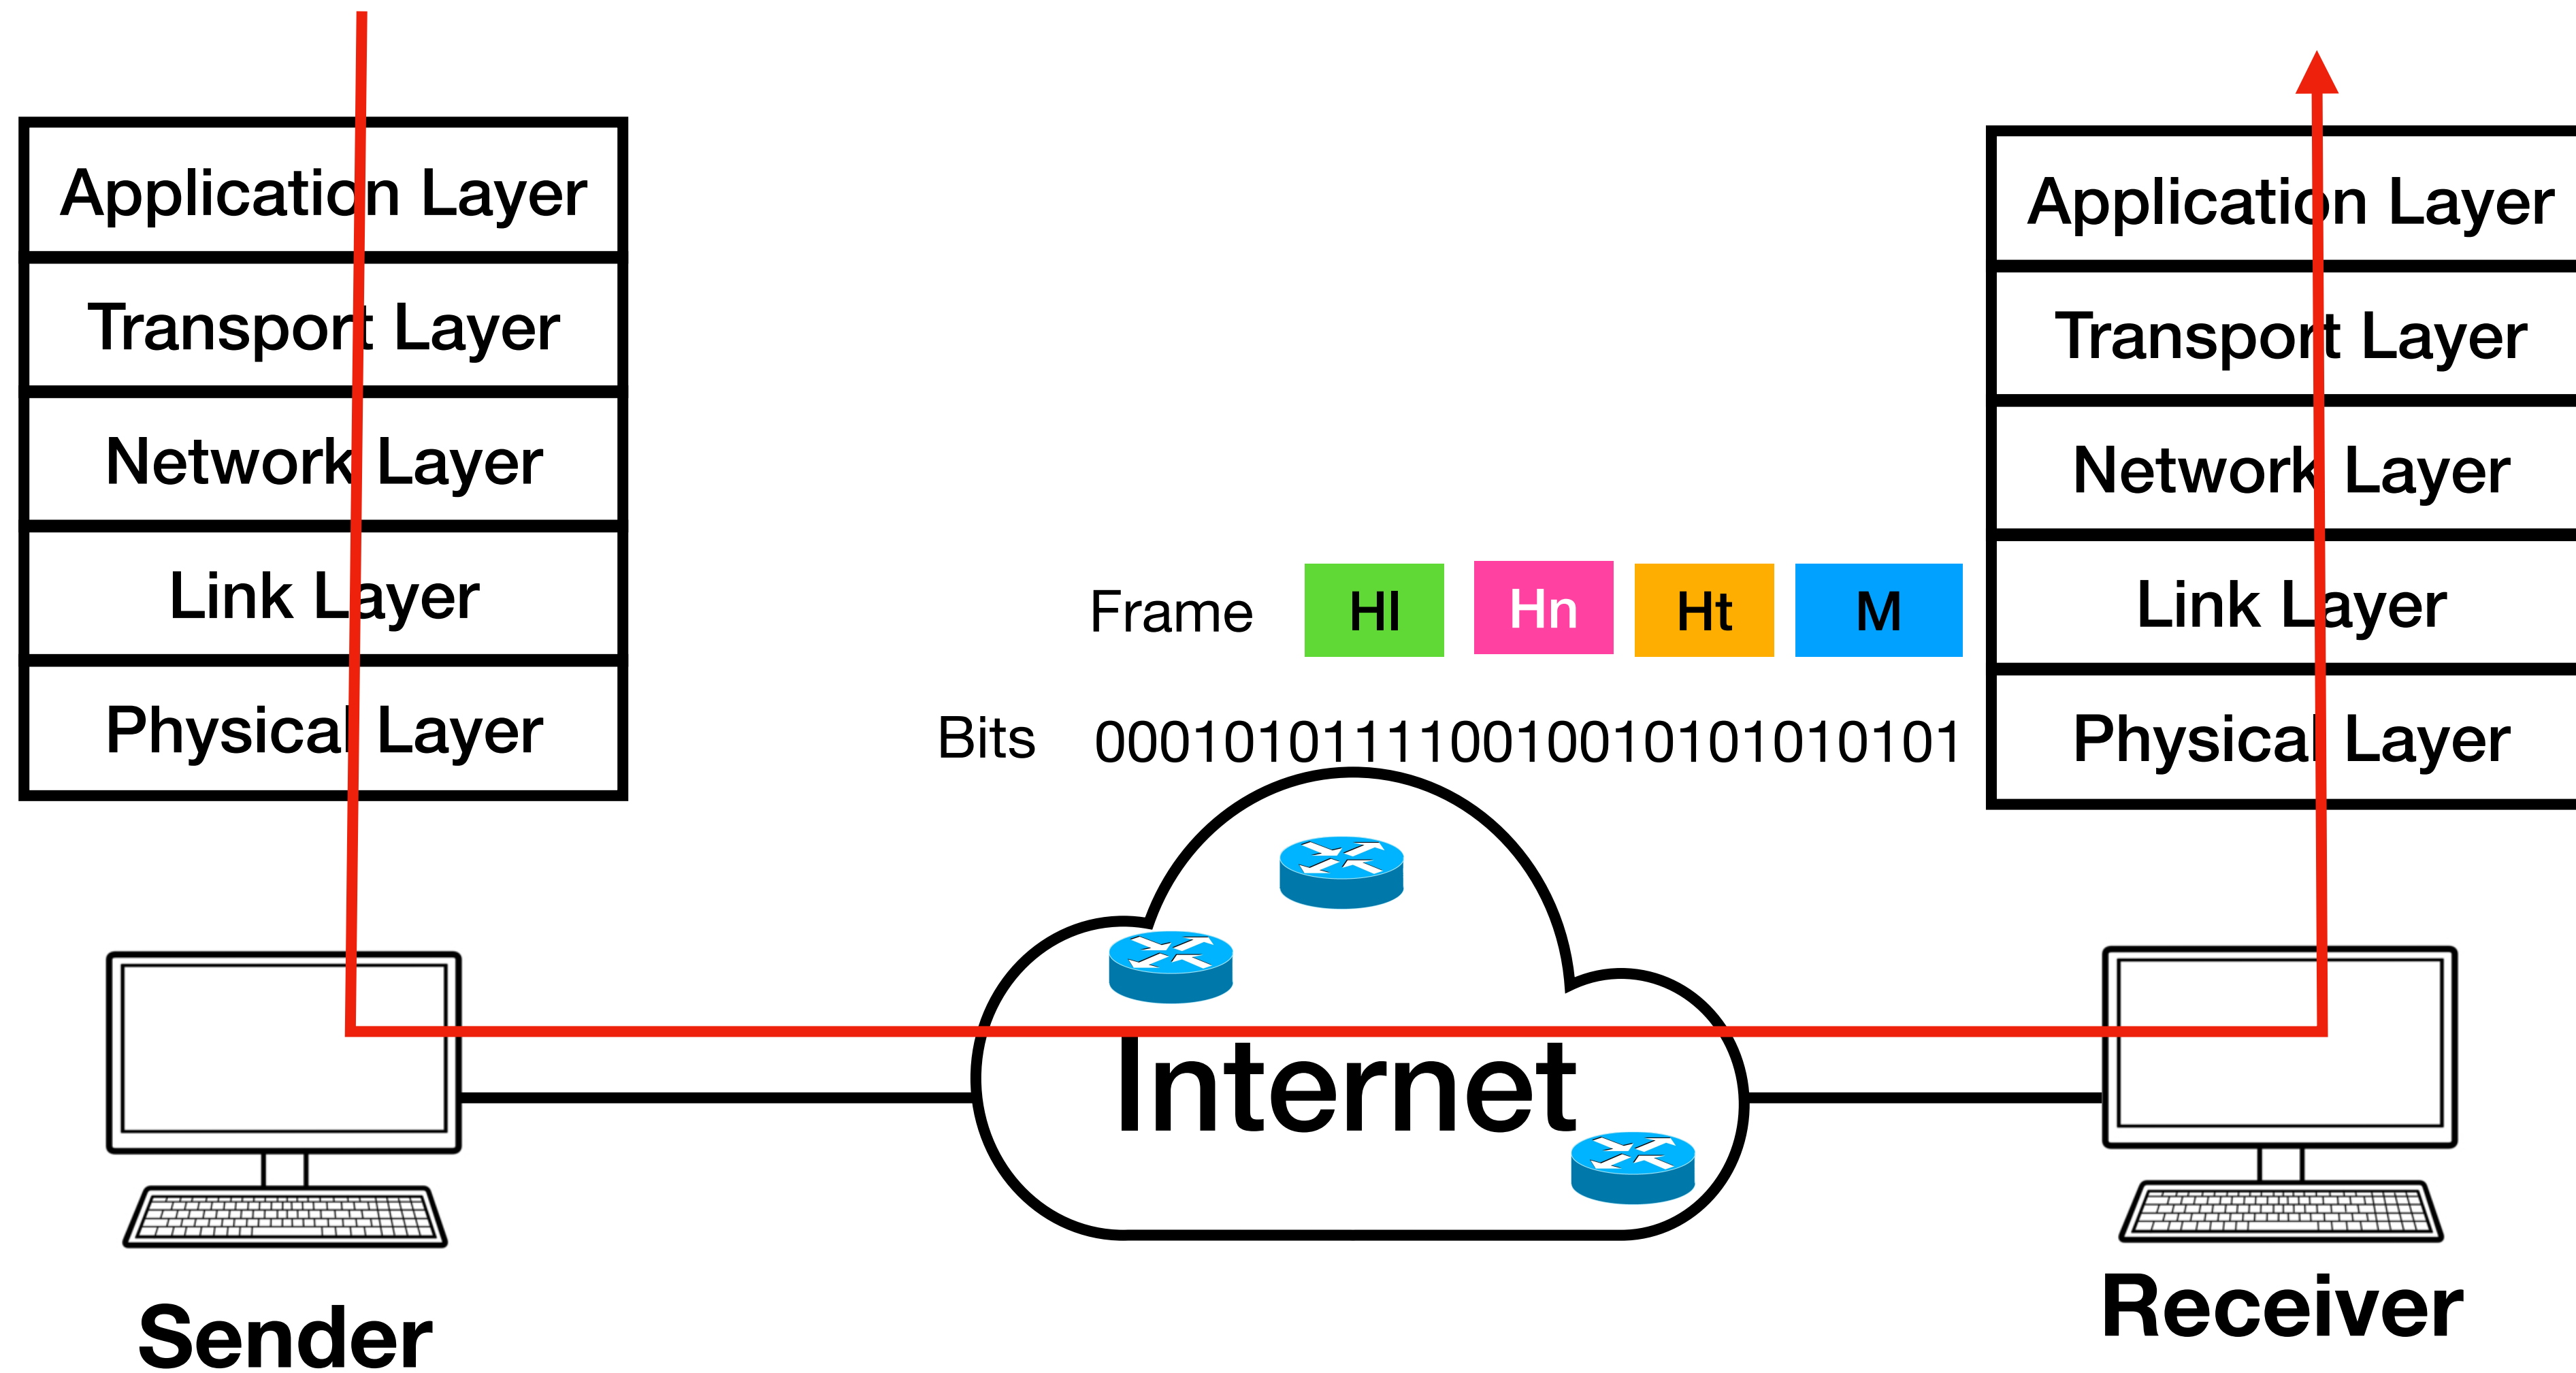 Application Layer
Transport Layer
Network Layer
Link Layer
Physical Layer
Sender
Frame Hl Hn Ht M
Bits 000101011111001001010101010101
Internet
Application Layer
Transport Layer
Network Layer
Link Layer
Physical Layer
Receiver